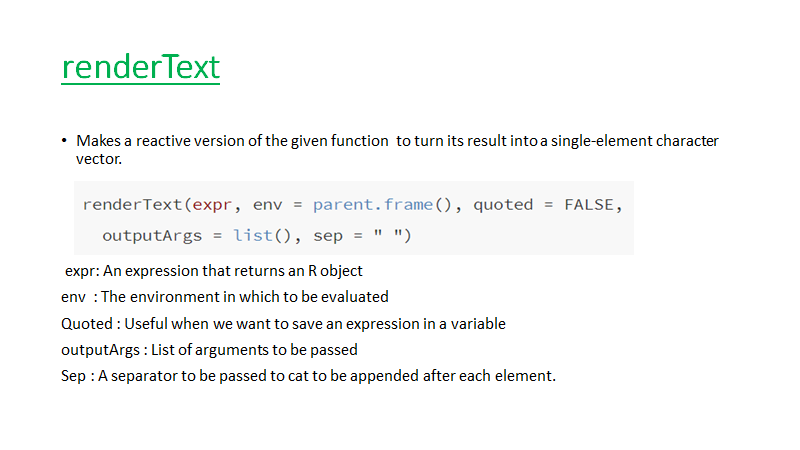 renderText
• Makes a reactive version of the given function to turn its result into a single-element character
vector.
renderText(expr, env = parent.frame(), quoted = FALSE,
outputArgs = list(), sep = " ")
expr: An expression that returns an R object
env : The environment in which to be evaluated
Quoted : Useful when we want to save an expression in a variable
outputArgs : List of arguments to be passed
Sep : A separator to be passed to cat to be appended after each element.